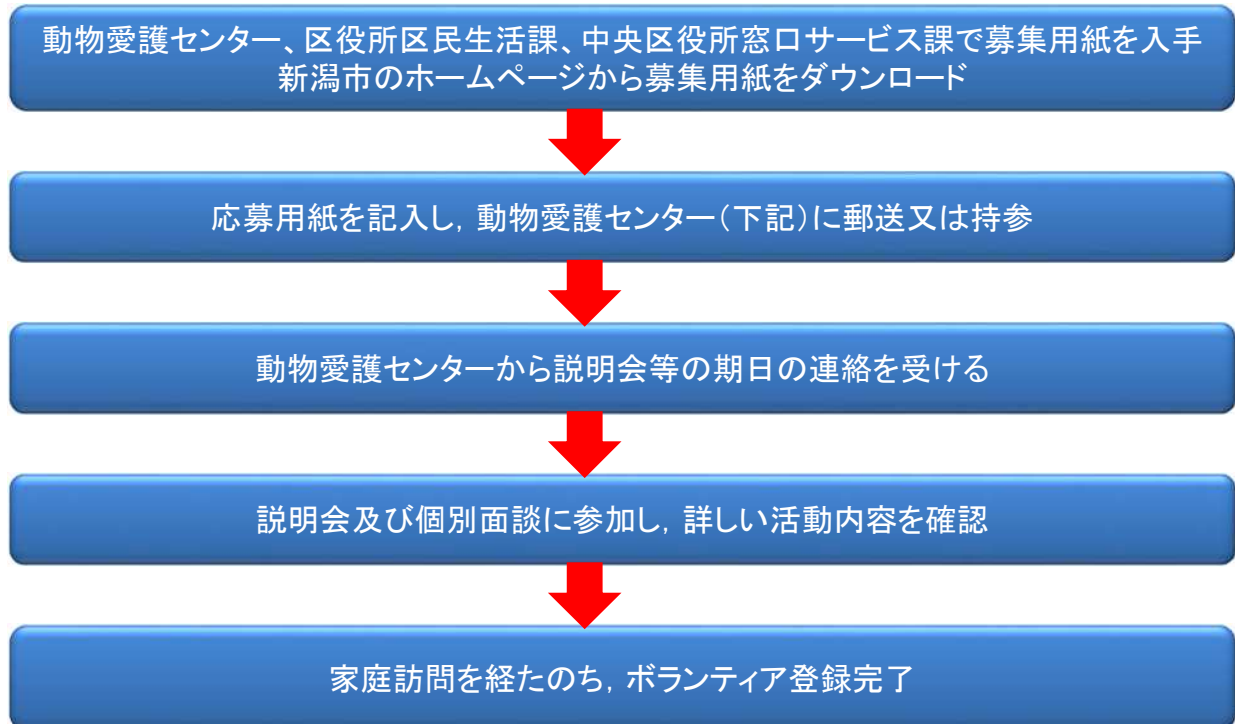 動物愛護センター、区役所区民生活課、中央区役所窓口サービス課で募集用紙を入手
新潟市のホームページから募集用紙をダウンロード
応募用紙を記入し，動物愛護センター（下記）に郵送又は持参
動物愛護センターから説明会等の期日の連絡を受ける
説明会及び個別面談に参加し，詳しい活動内容を確認
家庭訪問を経たのち，ボランティア登録完了